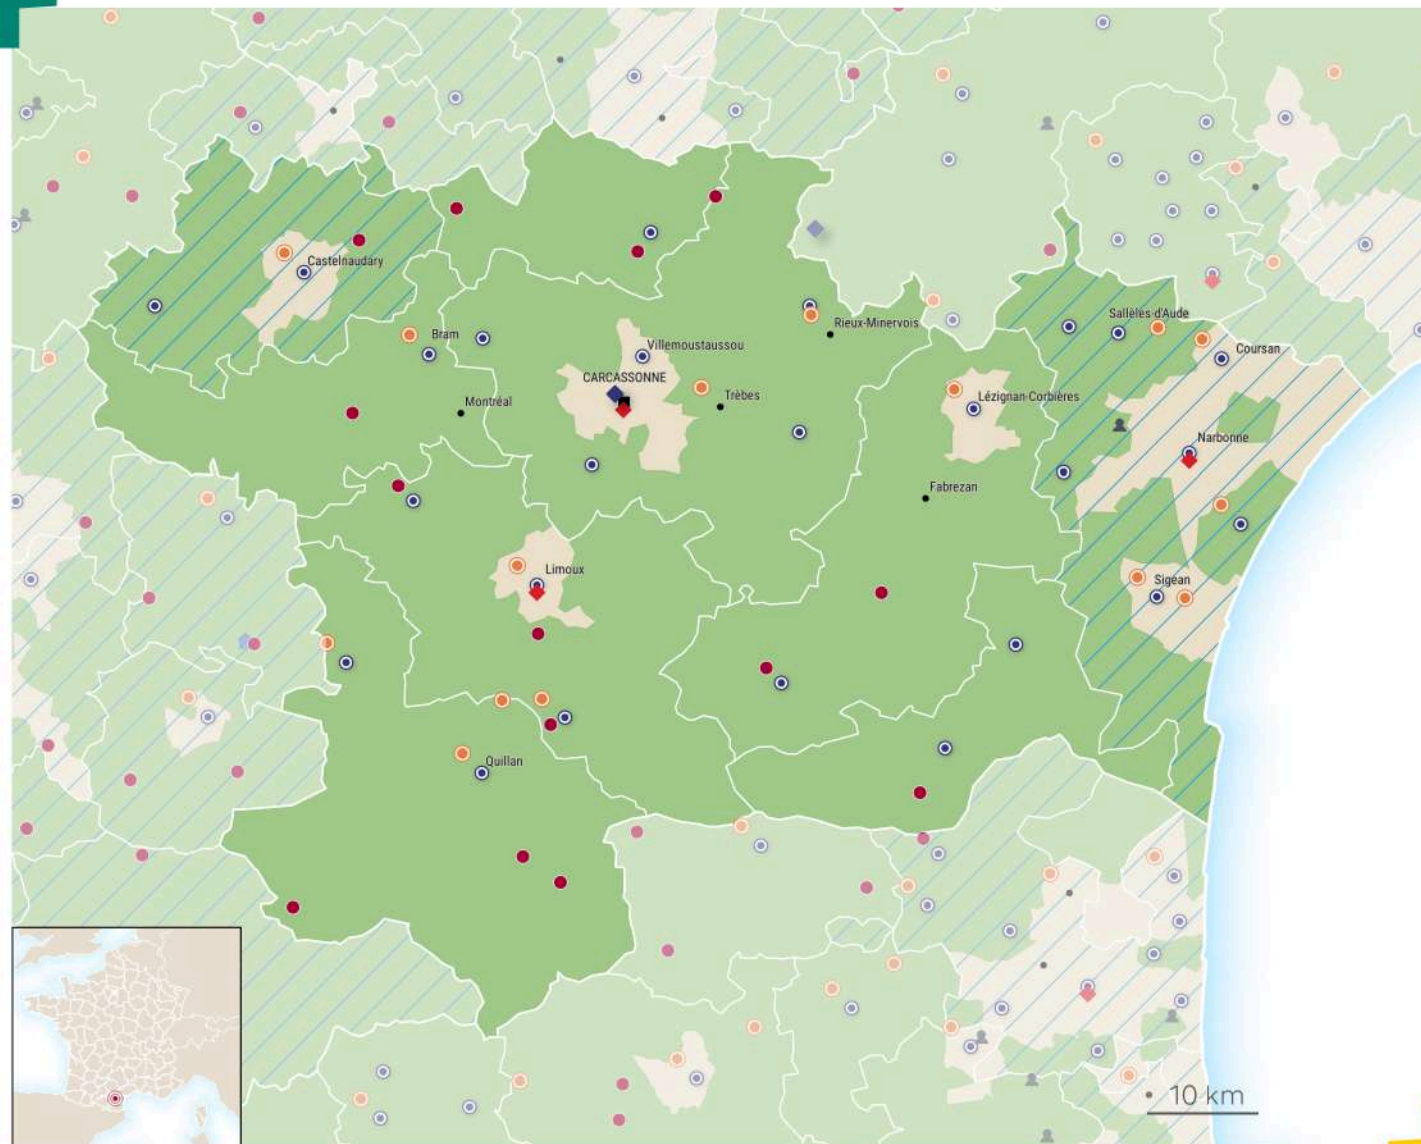 Castelnaudary
Sallèles-d'Aude
Bram
Rieux-Minervois
Villemoustaussou
Coursan
CARCASSONNE
Montréal
Trèbes
Lézignan-Corbières
Narbonne
Fabrezan
Limoux
Sigean
Quillan
10 km